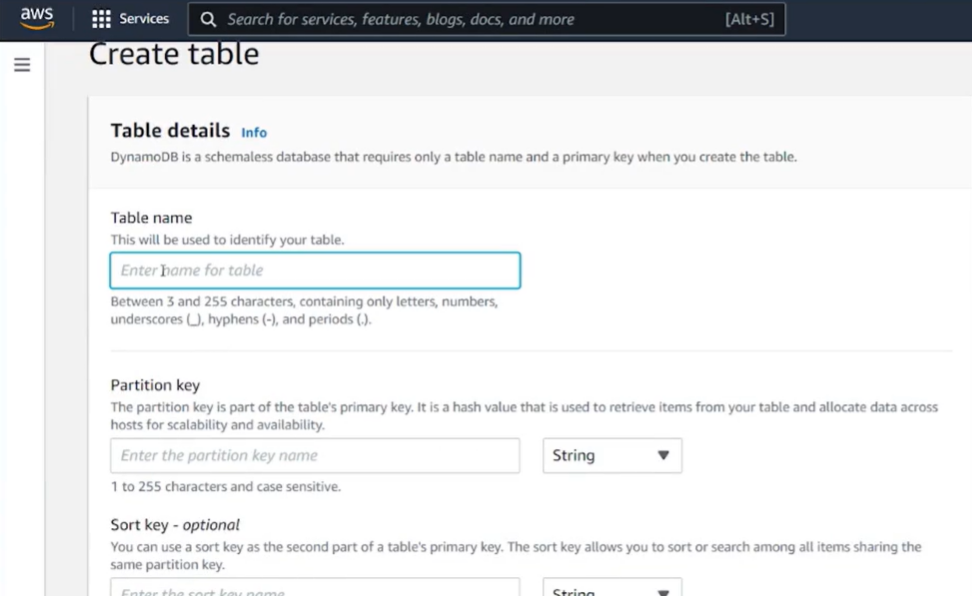 aws
Services
Search for services, features, blogs, docs, and more
[Alt+S]
Create table
Table details Info
DynamoDB is a schemaless database that requires only a table name and a primary key when you create the table.
Table name
This will be used to identify your table.
Enter name for table
Between 3 and 255 characters, containing only letters, numbers,
underscores (_), hyphens (-), and periods (.).
Partition key
The partition key is part of the table's primary key. It is a hash value that is used to retrieve items from your table and allocate data across
hosts for scalability and availability.
Enter the partition key name
String
1 to 255 characters and case sensitive.
Sort key - optional
You can use a sort key as the second part of a table's primary key. The sort key allows you to sort or search among all items sharing the
same partition key.
Enter the sort key name
String